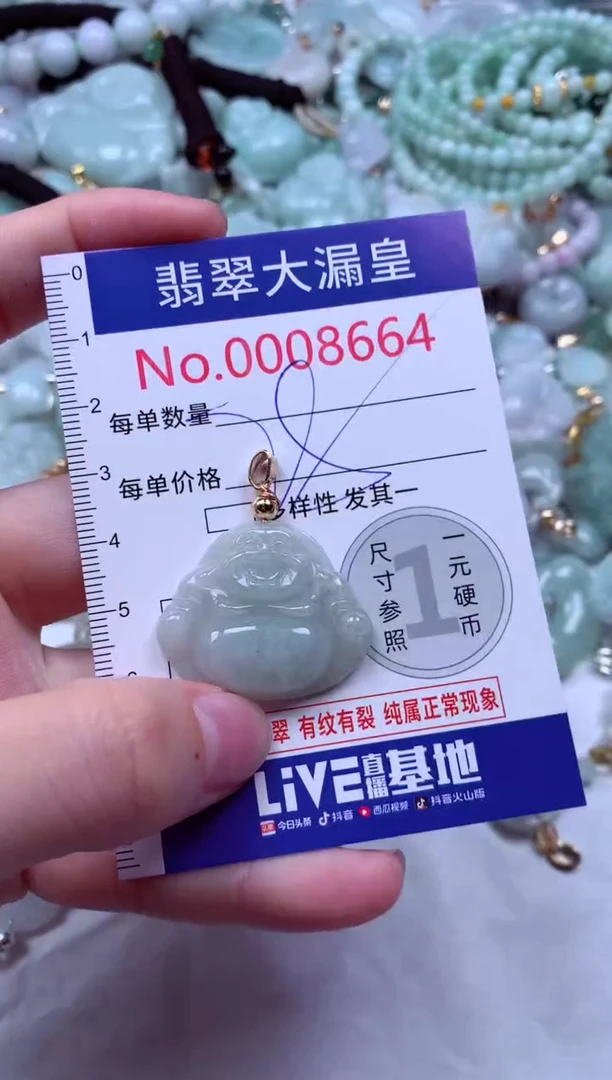 0
翡翠大漏皇
1
No.0008664
2
每单数量
3
每单价格
样性 发其一
4
尺寸参照
1
一元硬币
5
翠 有纹有裂 纯属正常现象
LiVE直播基地
头条 今日头条 抖音 西瓜视频 抖音火山版